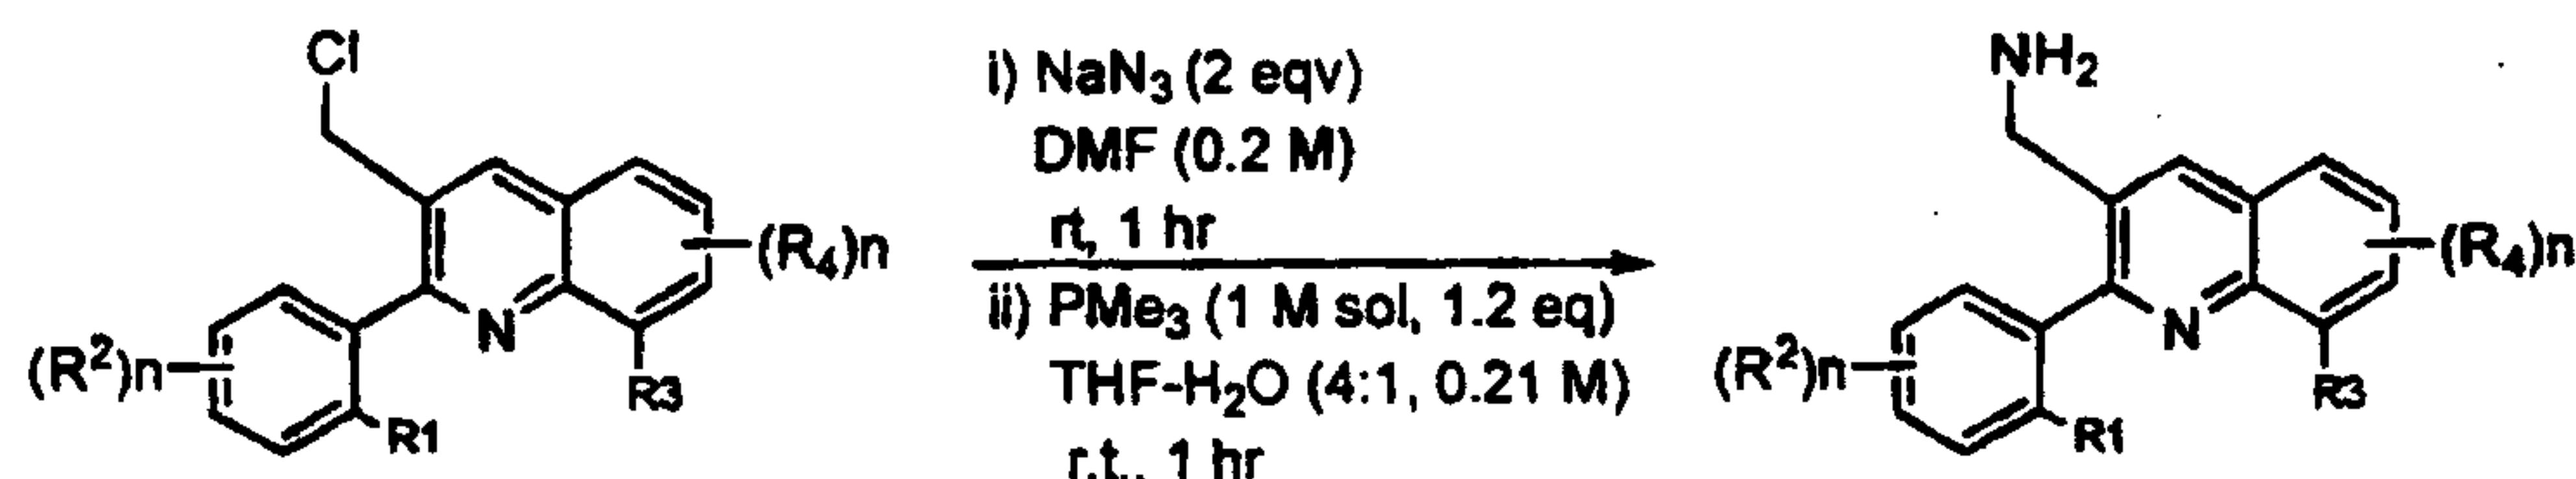 Cl
(R²)n
R1
N
R3
(R₄)n
i) NaN₃ (2 eqv)
DMF (0.2 M)
rt, 1 hr
ii) PMe₃ (1 M sol, 1.2 eq)
THF-H₂O (4:1, 0.21 M)
r.t., 1 hr
NH₂
(R²)n
R1
N
R3
(R₄)n